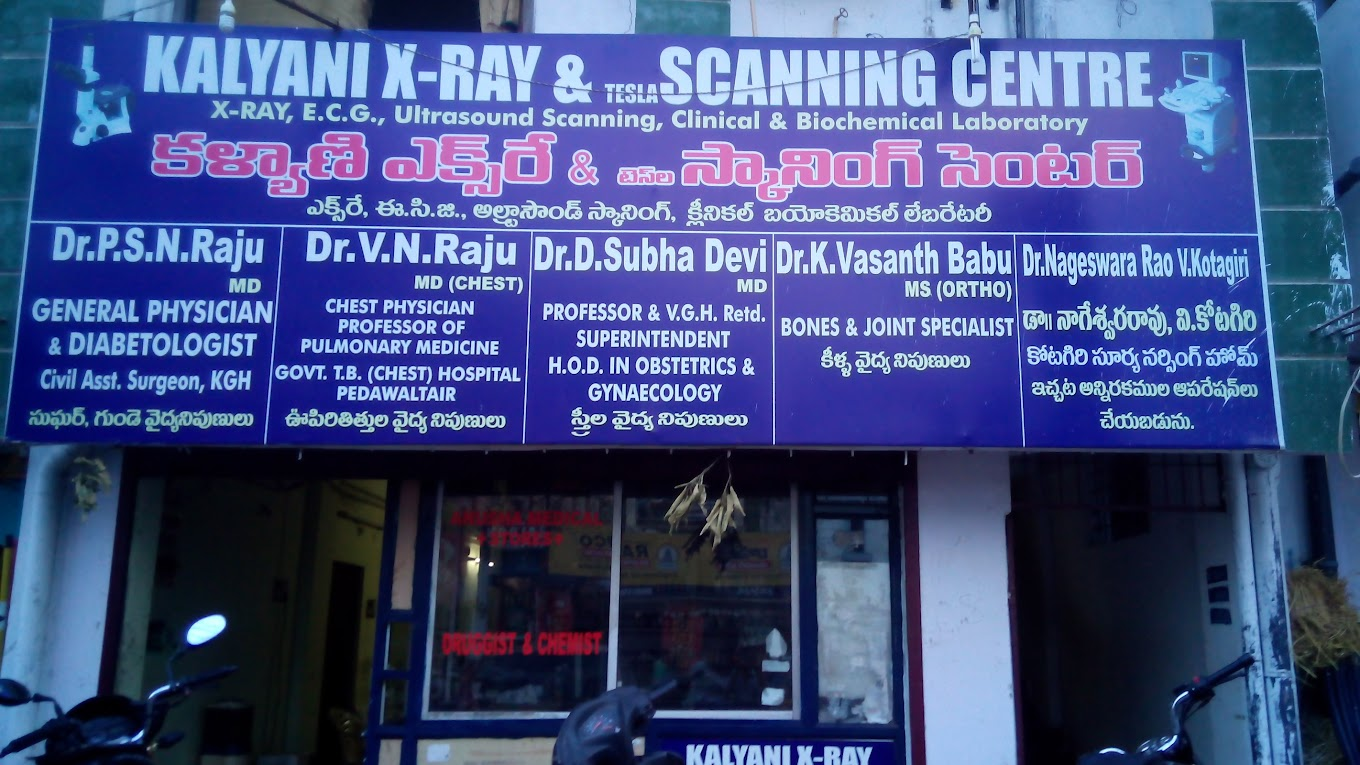 KALYANI X-RAY & TESLA SCANNING CENTRE
X-RAY, E.C.G., Ultrasound Scanning, Clinical & Biochemical Laboratory
కళ్యాణి ఎక్స్‌రే & టెస్‌ల స్కానింగ్ సెంటర్
ఎక్స్‌రే, ఈ.సి.జి., అల్ట్రాసౌండ్ స్కానింగ్, క్లీనికల్ బయోకెమికల్ లేబరేటరీ
Dr.P.S.N.Raju
MD
GENERAL PHYSICIAN
& DIABETOLOGIST
Civil Asst. Surgeon, KGH
సుఘర్, గుండె వైద్యనిపుణులు
Dr.V.N.Raju
MD (CHEST)
CHEST PHYSICIAN
PROFESSOR OF
PULMONARY MEDICINE
GOVT. T.B. (CHEST) HOSPITAL
PEDAWALTAIR
ఊపిరితిత్తుల వైద్య నిపుణులు
Dr.D.Subha Devi
MD
PROFESSOR & V.G.H. Retd.
SUPERINTENDENT
H.O.D. IN OBSTETRICS &
GYNAECOLOGY
స్త్రీల వైద్య నిపుణులు
Dr.K.Vasanth Babu
MS (ORTHO)
BONES & JOINT SPECIALIST
కీళ్ళ వైద్య నిపుణులు
Dr.Nageswara Rao V.Kotagiri
డా॥ నాగేశ్వరరావు, వి.కోటగిరి
కోటగిరి సూర్య నర్సింగ్ హోమ్
ఇచ్చట అన్నిరకముల ఆపరేషన్‌లు
చేయబడును.
MEDICAL
STORES
DRUGGIST & CHEMIST
KALYANI X-RAY